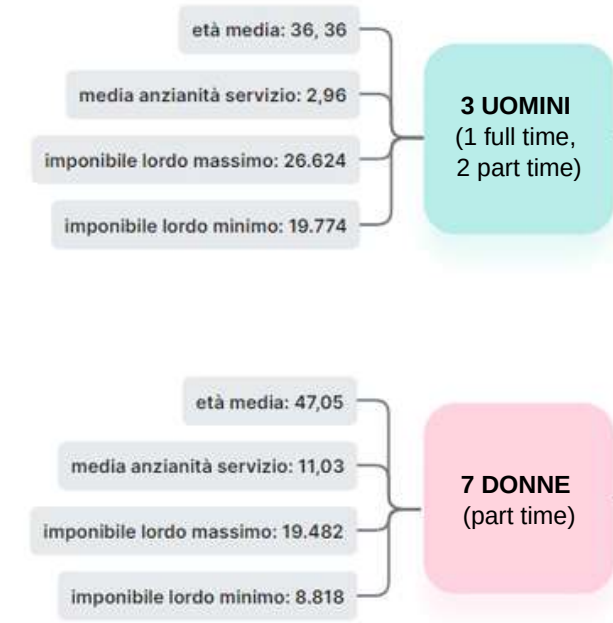 età media: 36, 36
media anzianità servizio: 2,96
imponibile lordo massimo: 26.624
imponibile lordo minimo: 19.774
3 UOMINI
(1 full time,
2 part time)
età media: 47,05
media anzianità servizio: 11,03
imponibile lordo massimo: 19.482
imponibile lordo minimo: 8.818
7 DONNE
(part time)